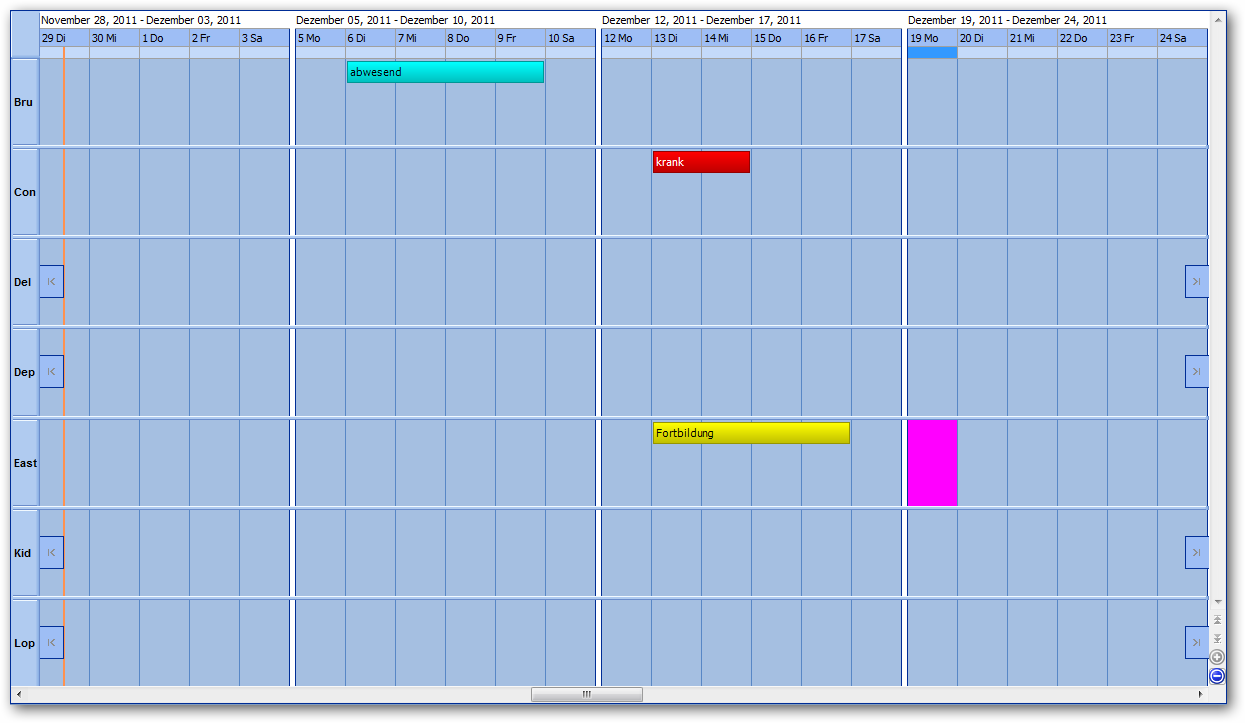 November 28, 2011 - Dezember 03, 2011 Dezember 05, 2011 - Dezember 10, 2011 Dezember 12, 2011 - Dezember 17, 2011 Dezember 19, 2011 - Dezember 24, 2011
29 Di 30 Mi 1 Do 2 Fr 3 Sa 5 Mo 6 Di 7 Mi 8 Do 9 Fr 10 Sa 12 Mo 13 Di 14 Mi 15 Do 16 Fr 17 Sa 19 Mo 20 Di 21 Mi 22 Do 23 Fr 24 Sa
abwesend
Bru
krank
Con
Del
Dep
Fortbildung
East
Kid
Lop